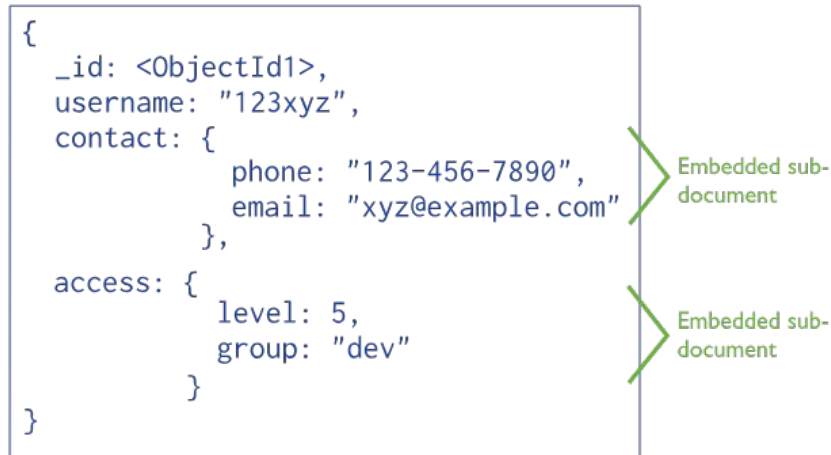 {
_id: <ObjectId1>,
username: "123xyz",
contact: {
phone: "123-456-7890",
email: "xyz@example.com"
},
Embedded sub-
document
access: {
level: 5,
group: "dev"
}
Embedded sub-
document
}